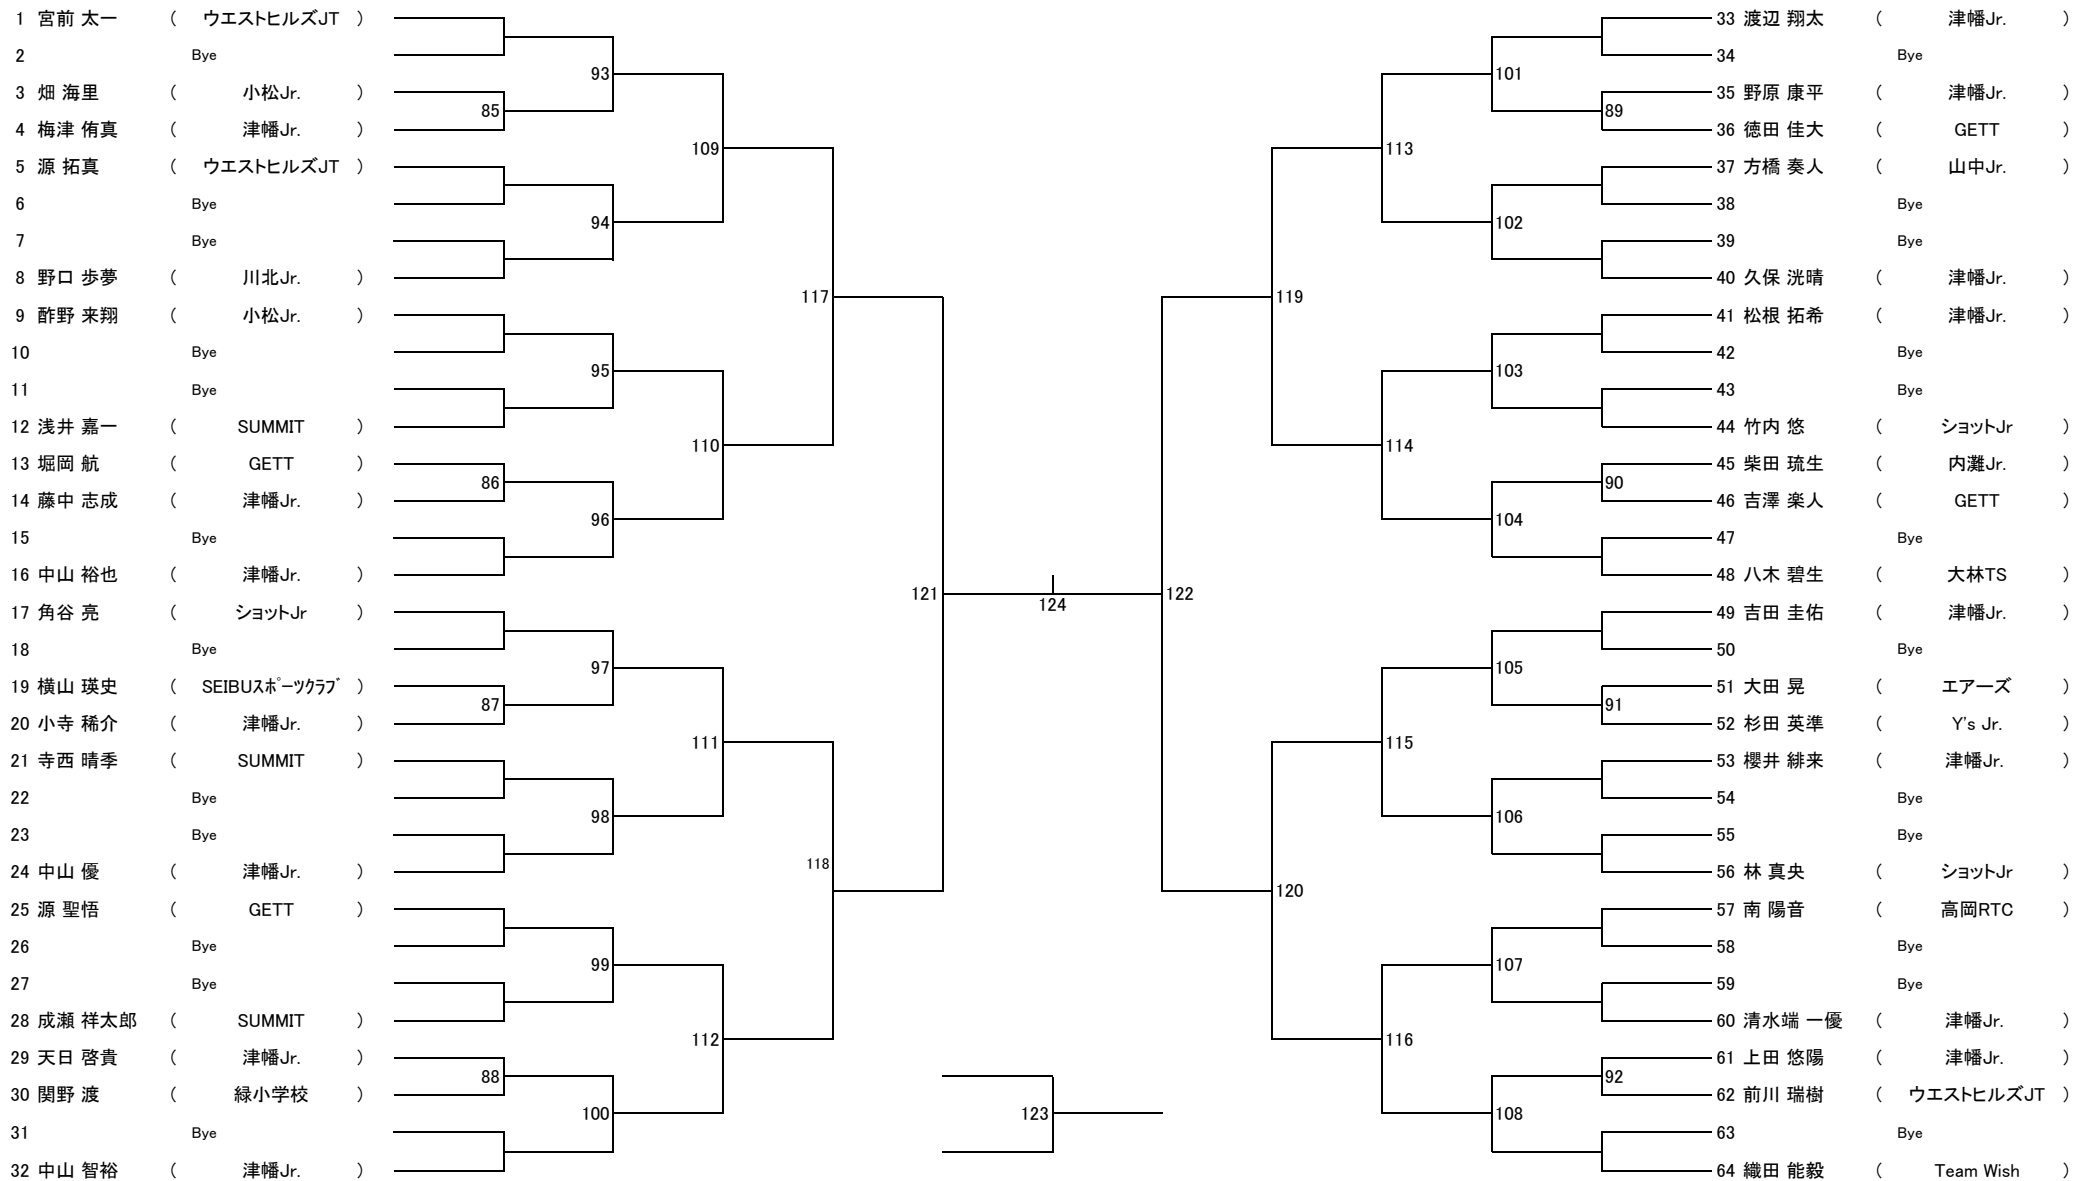 1 宮前 太一 ( ウエストヒルズJT )
2 Bye
93
3 畑 海里 ( 小松Jr. )
85
4 梅津 侑真 ( 津幡Jr. )
109
5 源 拓真 ( ウエストヒルズJT )
6 Bye
94
7 Bye
8 野口 歩夢 ( 川北Jr. )
117
9 酢野 来翔 ( 小松Jr. )
10 Bye
95
11 Bye
12 浅井 嘉一 ( SUMMIT )
110
13 堀岡 航 ( GETT )
86
14 藤中 志成 ( 津幡Jr. )
96
15 Bye
16 中山 裕也 ( 津幡Jr. )
121
17 角谷 亮 ( ショットJr )
18 Bye
97
19 横山 瑛史 ( SEIBUスポーツクラブ )
87
20 小寺 稀介 ( 津幡Jr. )
111
21 寺西 晴季 ( SUMMIT )
22 Bye
98
23 Bye
118
24 中山 優 ( 津幡Jr. )
25 源 聖悟 ( GETT )
26 Bye
99
27 Bye
28 成瀬 祥太郎 ( SUMMIT )
112
29 天日 啓貴 ( 津幡Jr. )
88
30 関野 渡 ( 緑小学校 )
100
31 Bye
32 中山 智裕 ( 津幡Jr. )
124
123
33 渡辺 翔太 ( 津幡Jr. )
34 Bye
101
35 野原 康平 ( 津幡Jr. )
89
36 徳田 佳大 ( GETT )
113
37 方橋 奏人 ( 山中Jr. )
38 Bye
102
39 Bye
40 久保 洸晴 ( 津幡Jr. )
119
41 松根 拓希 ( 津幡Jr. )
42 Bye
103
43 Bye
44 竹内 悠 ( ショットJr )
114
45 柴田 琉生 ( 内灘Jr. )
90
46 吉澤 楽人 ( GETT )
104
47 Bye
48 八木 碧生 ( 大林TS )
122
49 吉田 圭佑 ( 津幡Jr. )
50 Bye
105
51 大田 晃 ( エアーズ )
91
52 杉田 英準 ( Y's Jr. )
115
53 櫻井 緋来 ( 津幡Jr. )
54 Bye
106
55 Bye
56 林 真央 ( ショットJr )
120
57 南 陽音 ( 高岡RTC )
58 Bye
107
59 Bye
60 清水端 一優 ( 津幡Jr. )
116
61 上田 悠陽 ( 津幡Jr. )
92
62 前川 瑞樹 ( ウエストヒルズJT )
108
63 Bye
64 織田 能毅 ( Team Wish )